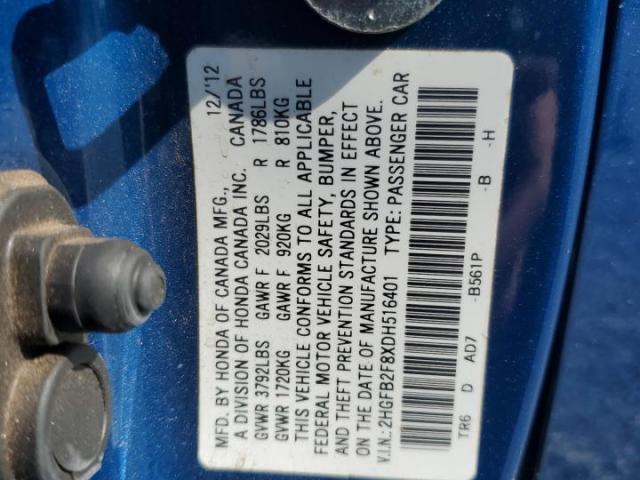 MFD. BY HONDA OF CANADA MFG., 12/'12
A DIVISION OF HONDA CANADA INC. CANADA
GVWR 3792LBS GAWR F 2029LBS R 1786LBS
GVWR 1720KG GAWR F 920KG R 810KG
THIS VEHICLE CONFORMS TO ALL APPLICABLE
FEDERAL MOTOR VEHICLE SAFETY, BUMPER,
AND THEFT PREVENTION STANDARDS IN EFFECT
ON THE DATE OF MANUFACTURE SHOWN ABOVE.
V.I.N.:2HGFB2F8XDH516401 TYPE: PASSENGER CAR
TR6 D AD7 -B561P -B -H